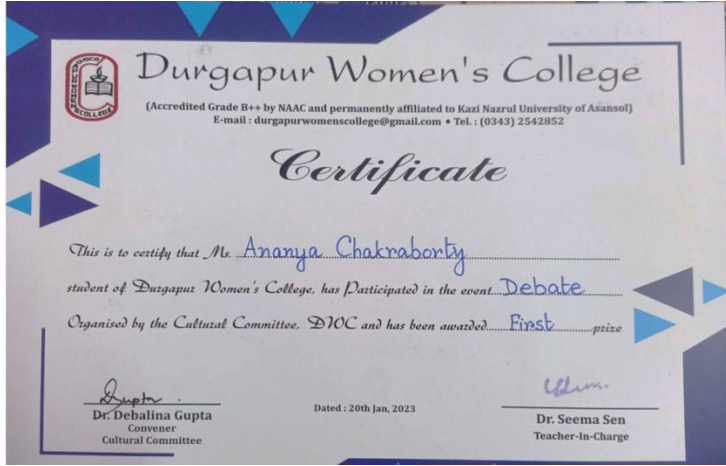 Durgapur Women's College
(Accredited Grade B++ by NAAC and permanently affiliated to Kazi Nazrul University of Asansol)
E-mail : durgapurwomenscollege@gmail.com • Tel. : (0343) 2542852
Certificate
This is to certify that Ms. Ananya Chakraborty
student of Durgapur Women's College, has Participated in the event Debate
Organised by the Cultural Committee, DWC and has been awarded First prize
Dr. Debalina Gupta
Convener
Cultural Committee
Dated : 20th Jan, 2023
Dr. Seema Sen
Teacher-In-Charge